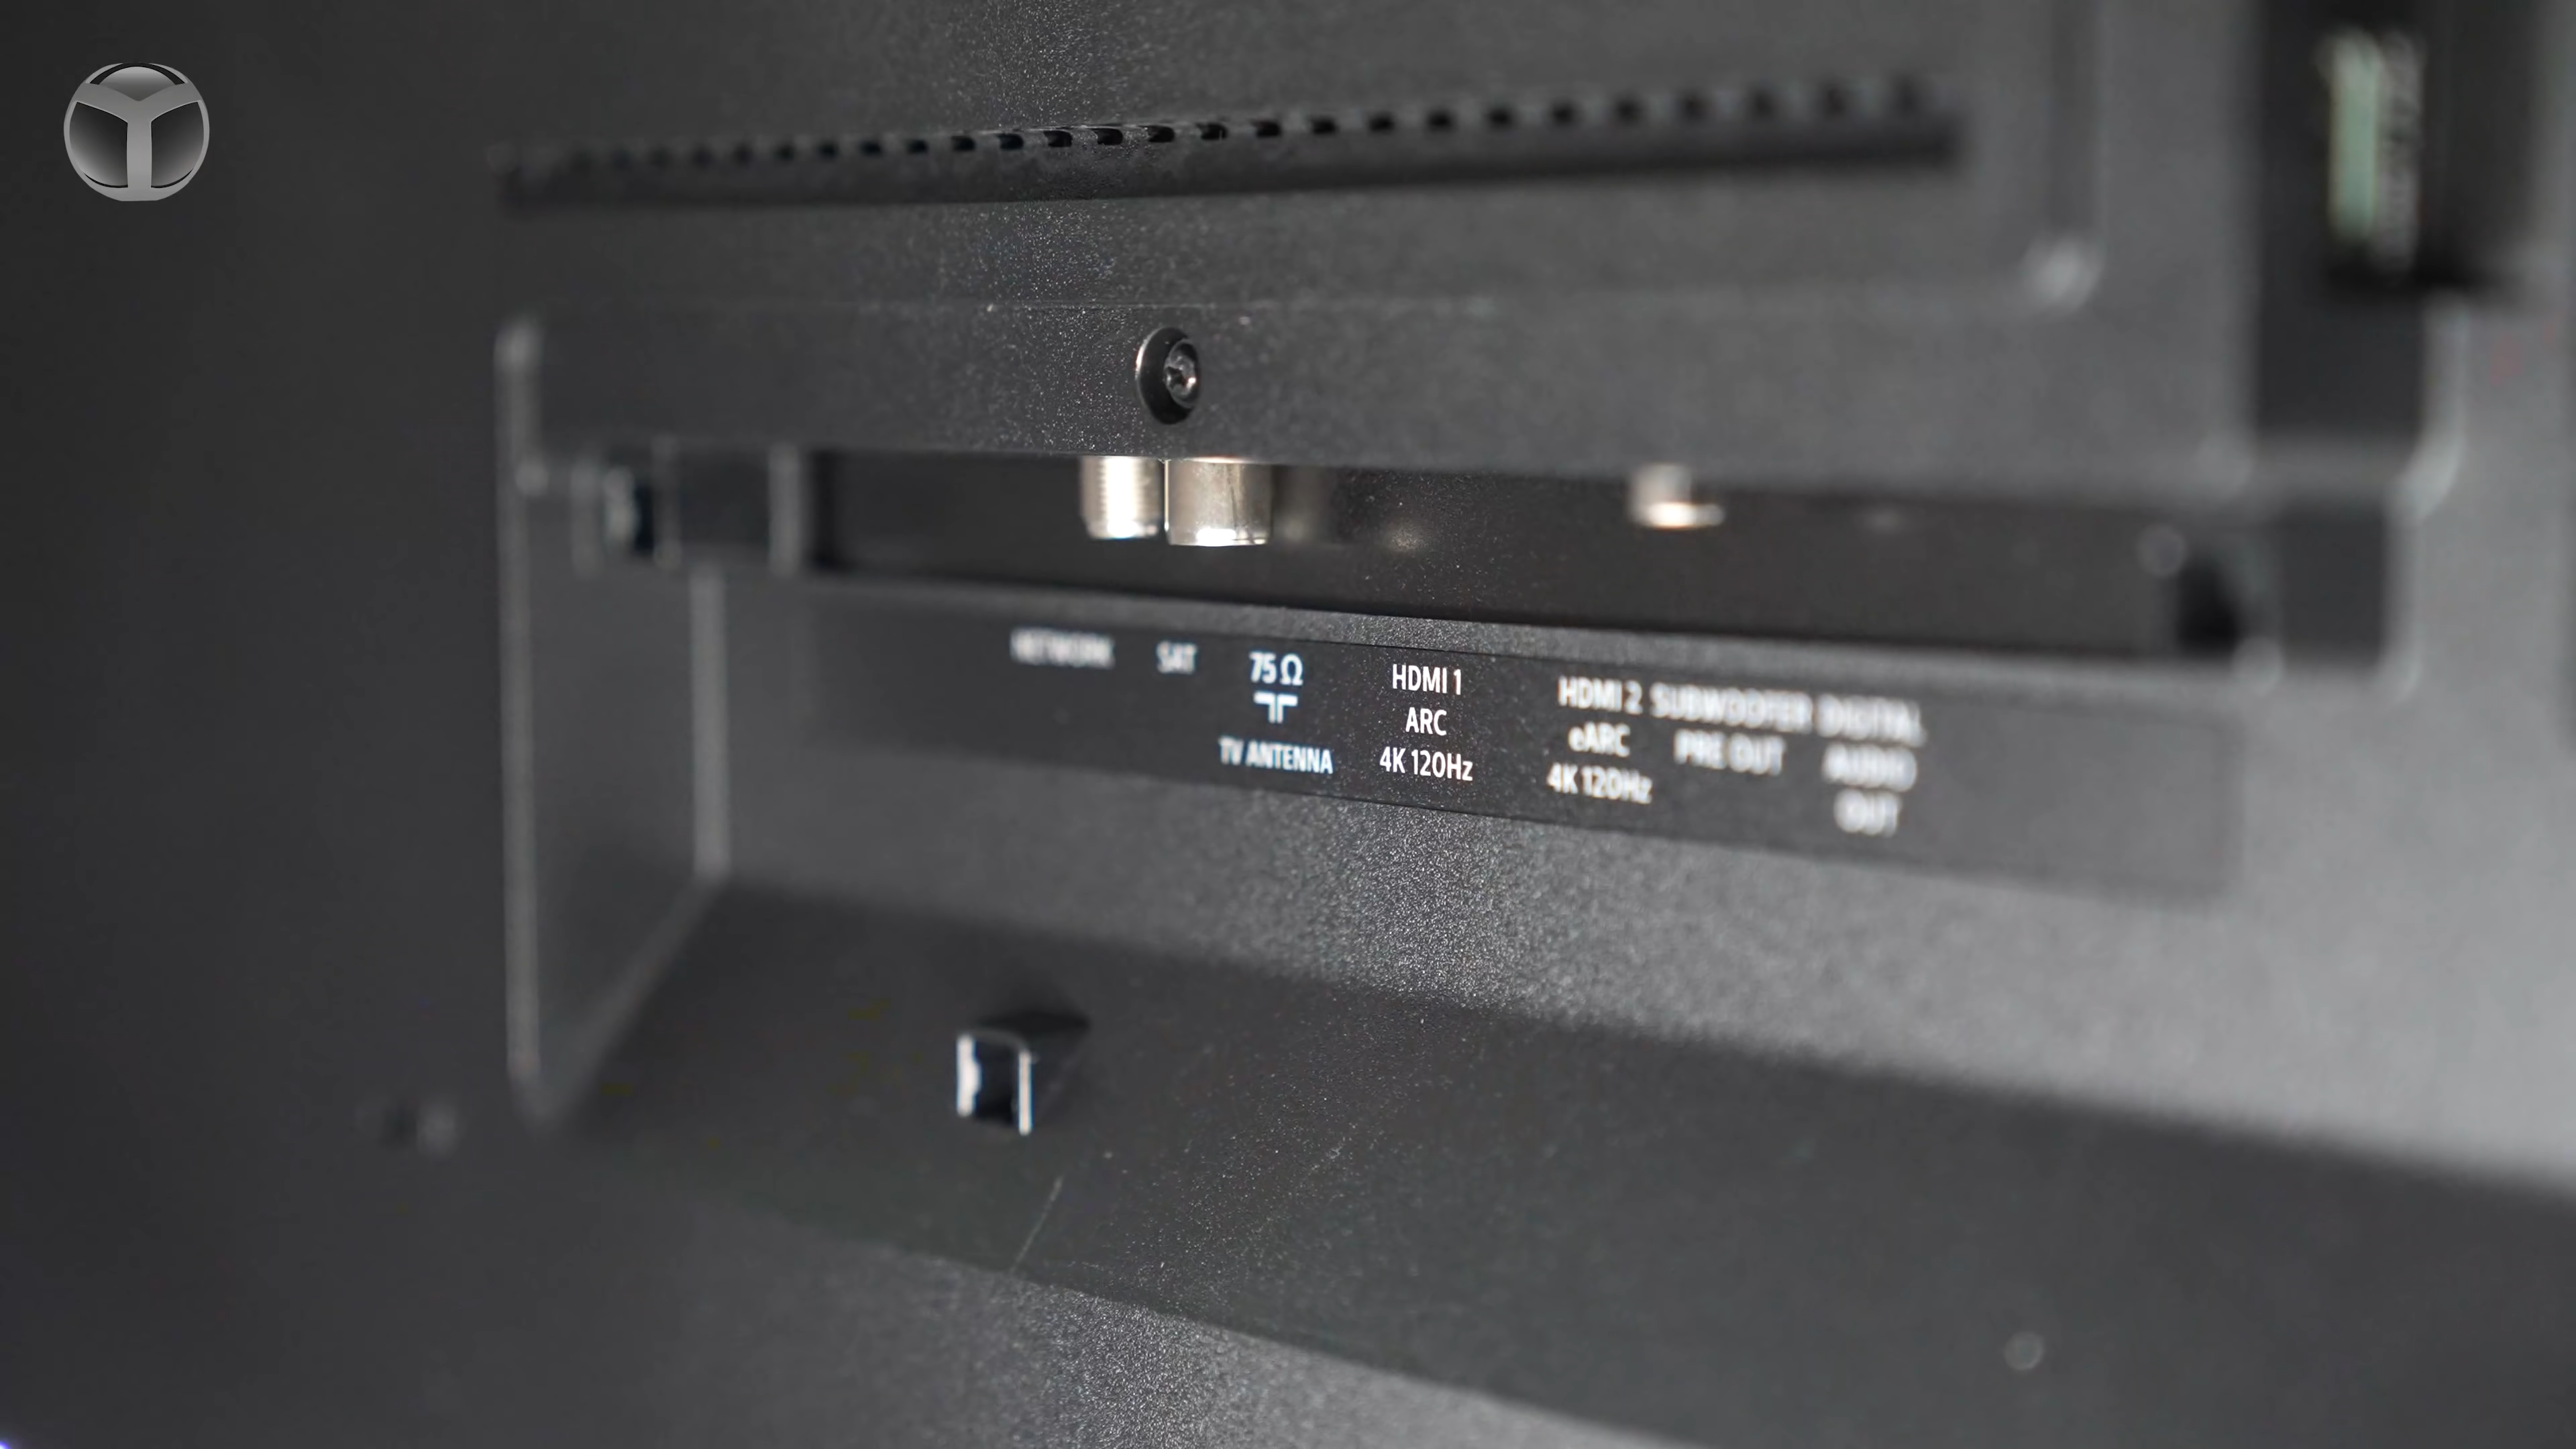 NETWORK
SAT
75 Ω
TV ANTENNA
HDMI 1
ARC
4K 120Hz
HDMI 2
eARC
4K 120Hz
SUBWOOFER
PRE OUT
DIGITAL
AUDIO
OUT